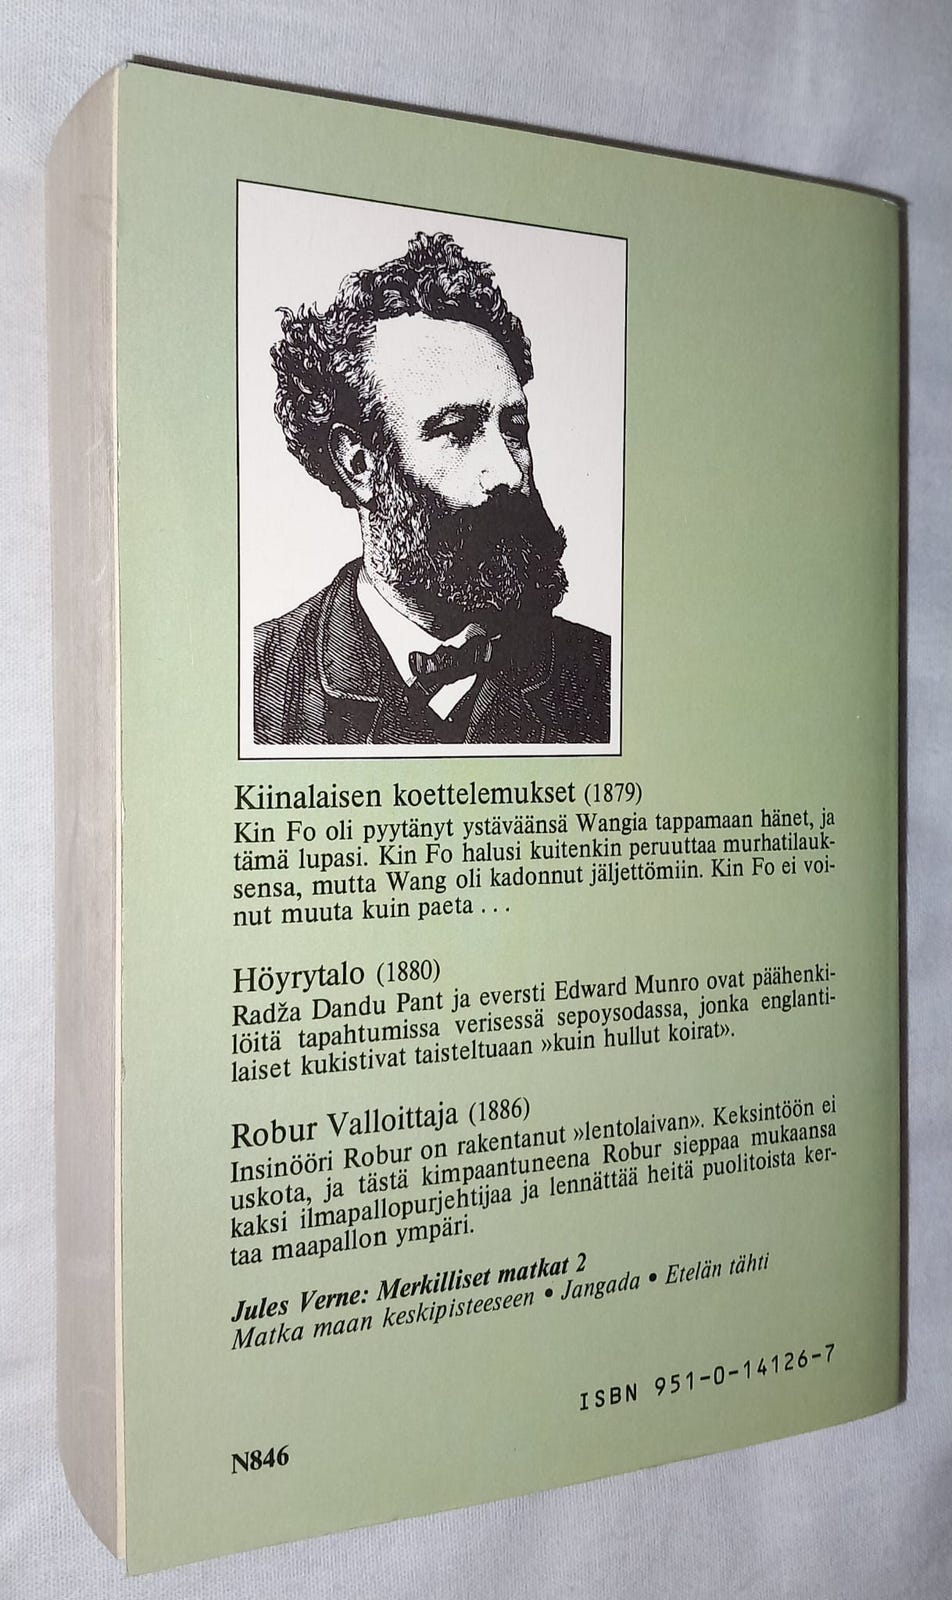 Kiinalaisen koettelemukset (1879)
Kin Fo oli pyytänyt ystäväänsä Wangia tappamaan hänet, ja
tämä lupasi. Kin Fo halusi kuitenkin peruuttaa murhatilauk-
sensa, mutta Wang oli kadonnut jäljettömiin. Kin Fo ei voi-
nut muuta kuin paeta ...
Höyrytalo (1880)
Radža Dandu Pant ja eversti Edward Munro ovat päähenki-
löitä tapahtumissa verisessä sepoysodassa, jonka englanti-
laiset kukistivat taisteltuaan »kuin hullut koirat».
Robur Valloittaja (1886)
Insinööri Robur on rakentanut »lentolaivan». Keksintöön ei
uskota, ja tästä kimpaantuneena Robur sieppaa mukaansa
kaksi ilmapallopurjehtijaa ja lennättää heitä puolitoista ker-
taa maapallon ympäri.
Jules Verne: Merkilliset matkat 2
Matka maan keskipisteeseen • Jangada • Etelän tähti
ISBN 951-0-14126-7
N846